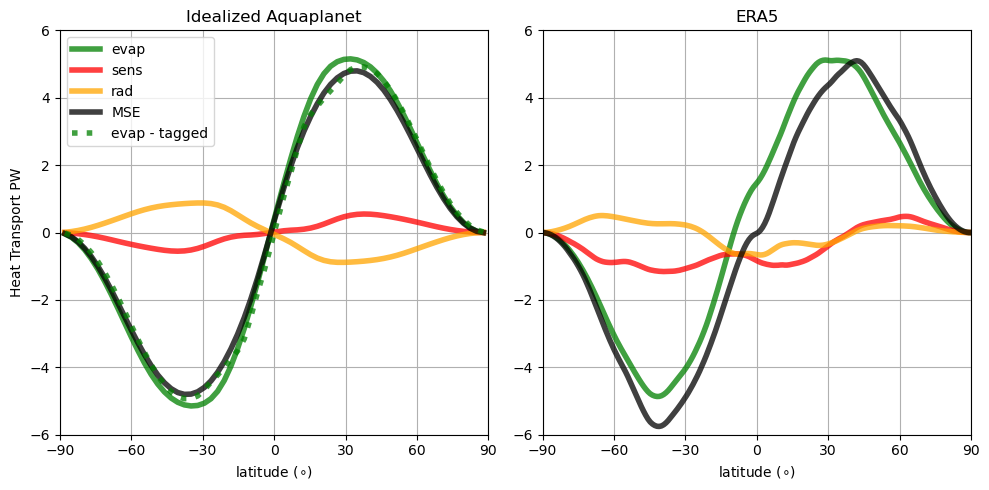 Idealized Aquaplanet
ERA5
evap
sens
rad
MSE
evap - tagged
Heat Transport PW
6
4
2
0
−2
−4
−6
−90
−60
−30
0
30
60
90
latitude (∘)
6
4
2
0
−2
−4
−6
−90
−60
−30
0
30
60
90
latitude (∘)